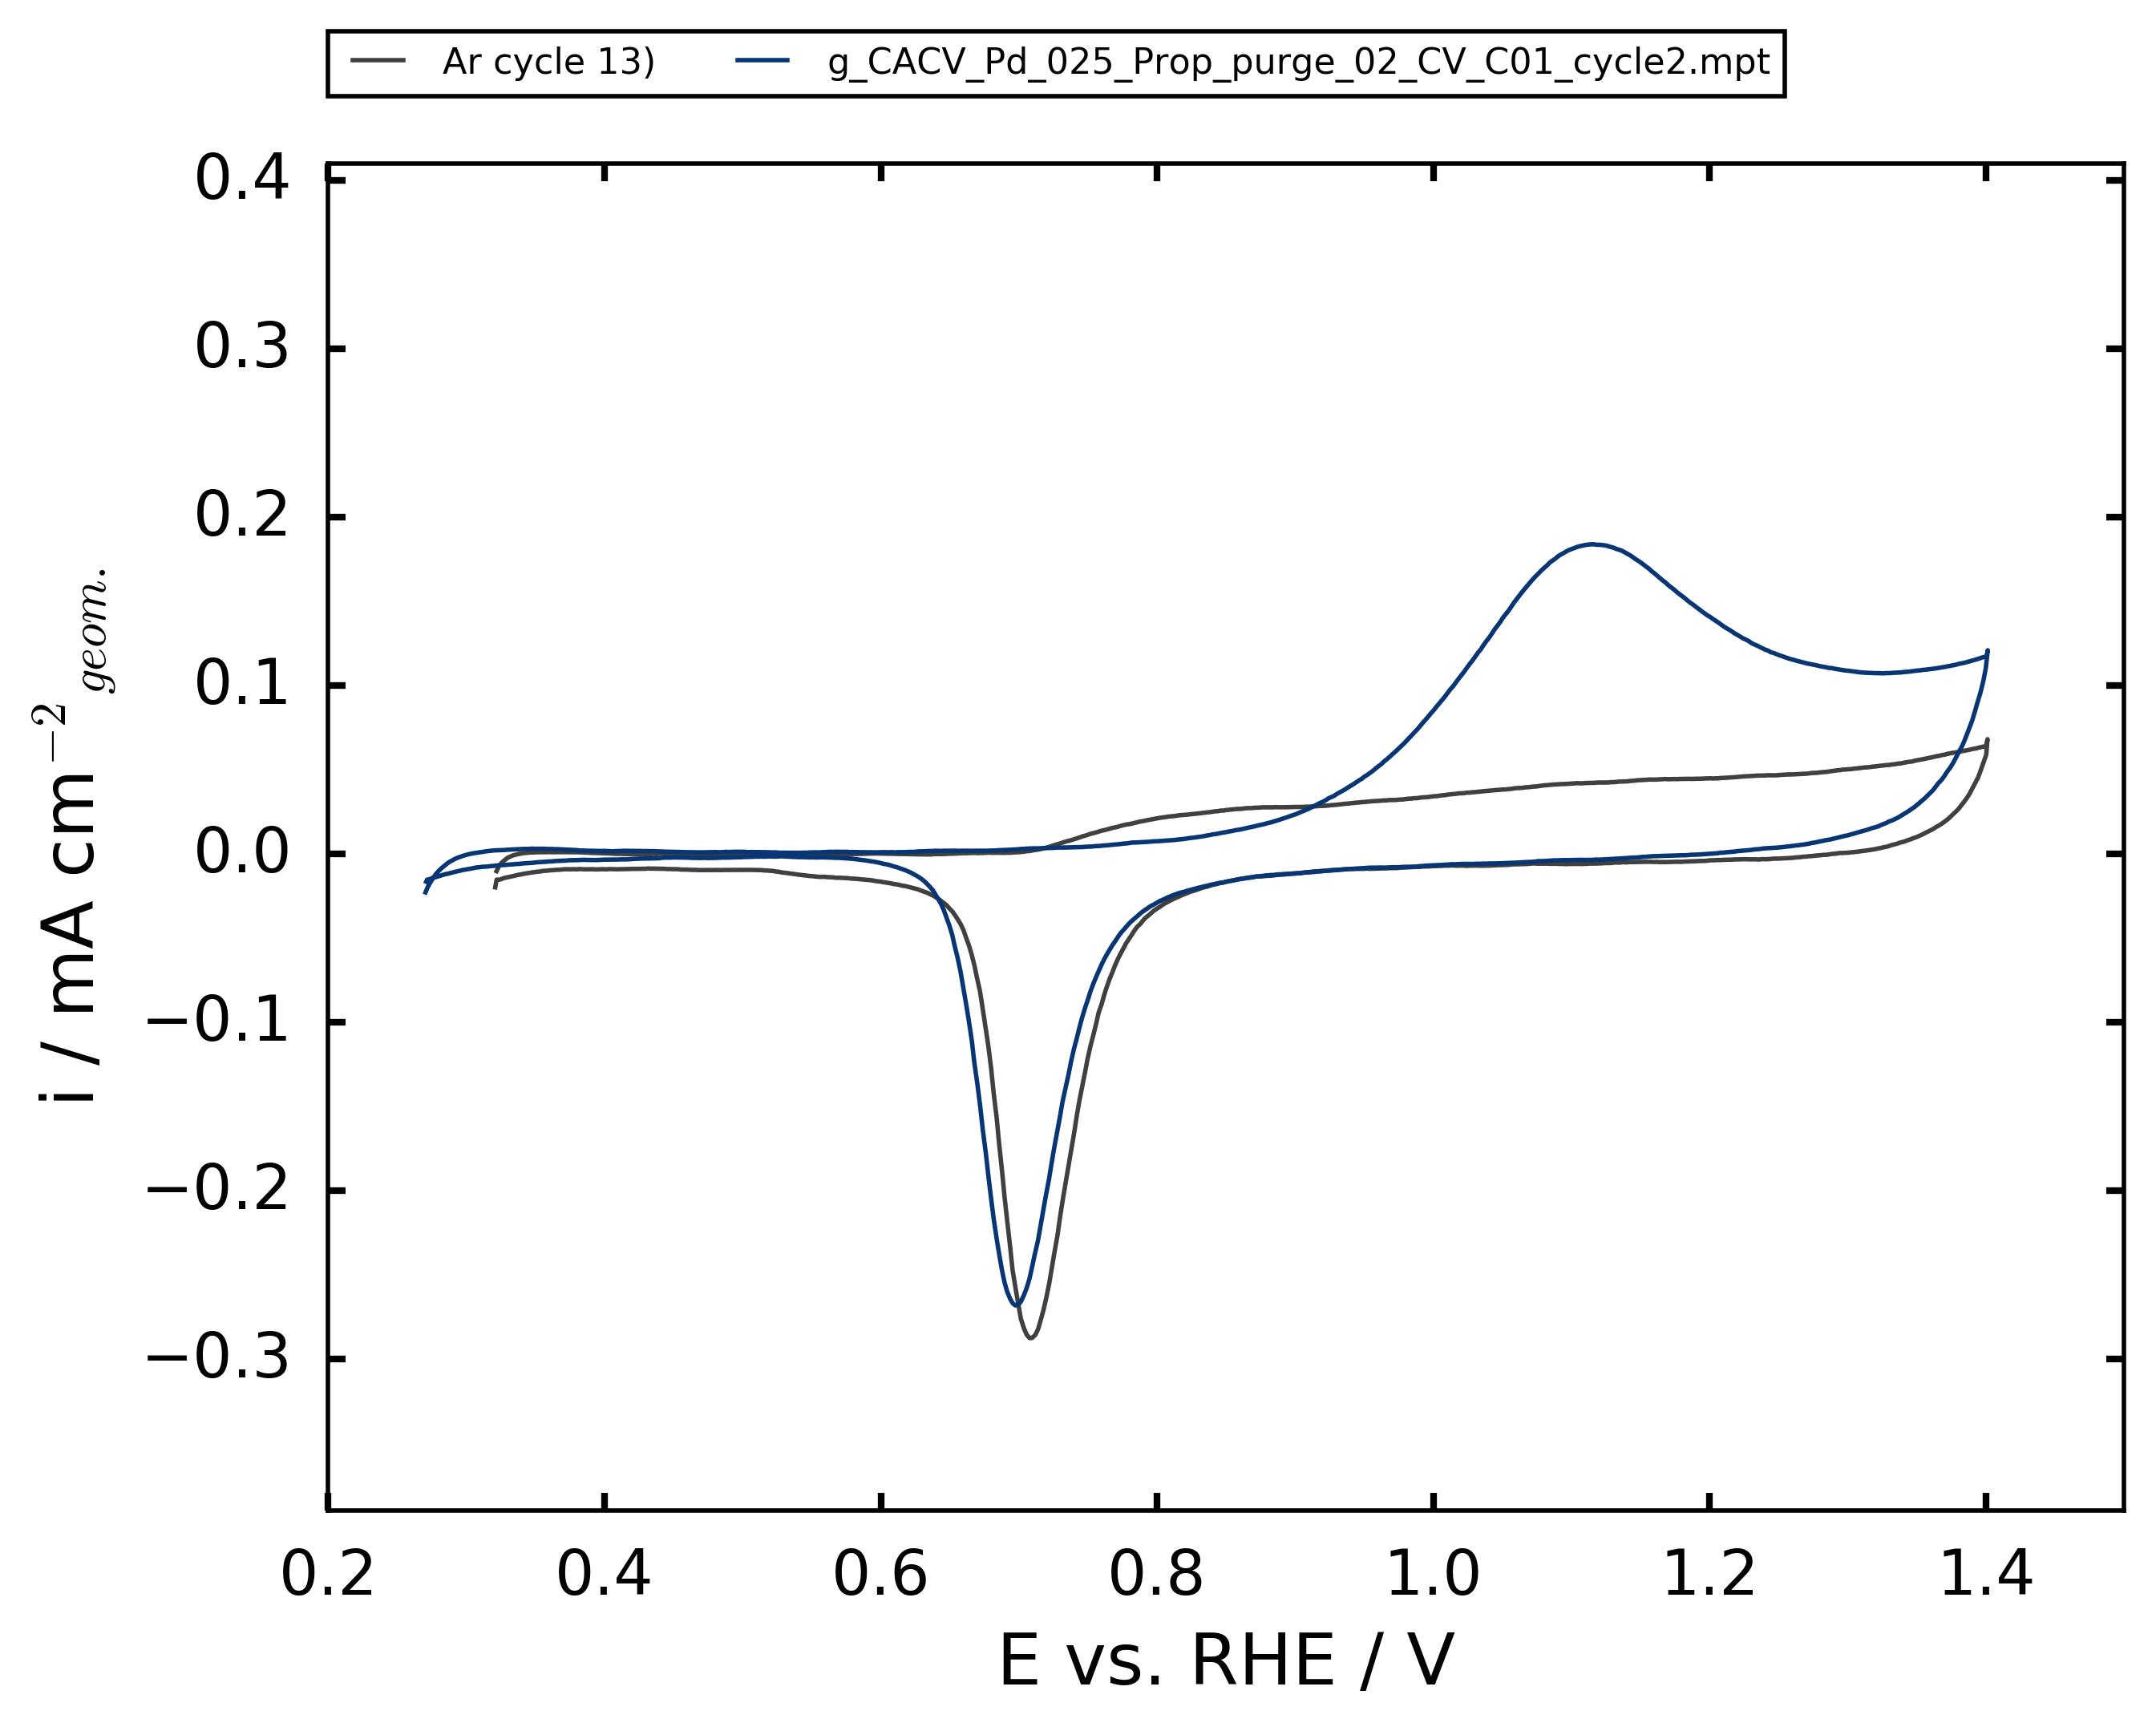 Ar cycle 13) g_CACV_Pd_025_Prop_purge_02_CV_C01_cycle2.mpt
0.4
0.3
0.2
0.1
0.0
−0.1
−0.2
−0.3
i / mA cm⁻²geom.
0.2 0.4 0.6 0.8 1.0 1.2 1.4
E vs. RHE / V